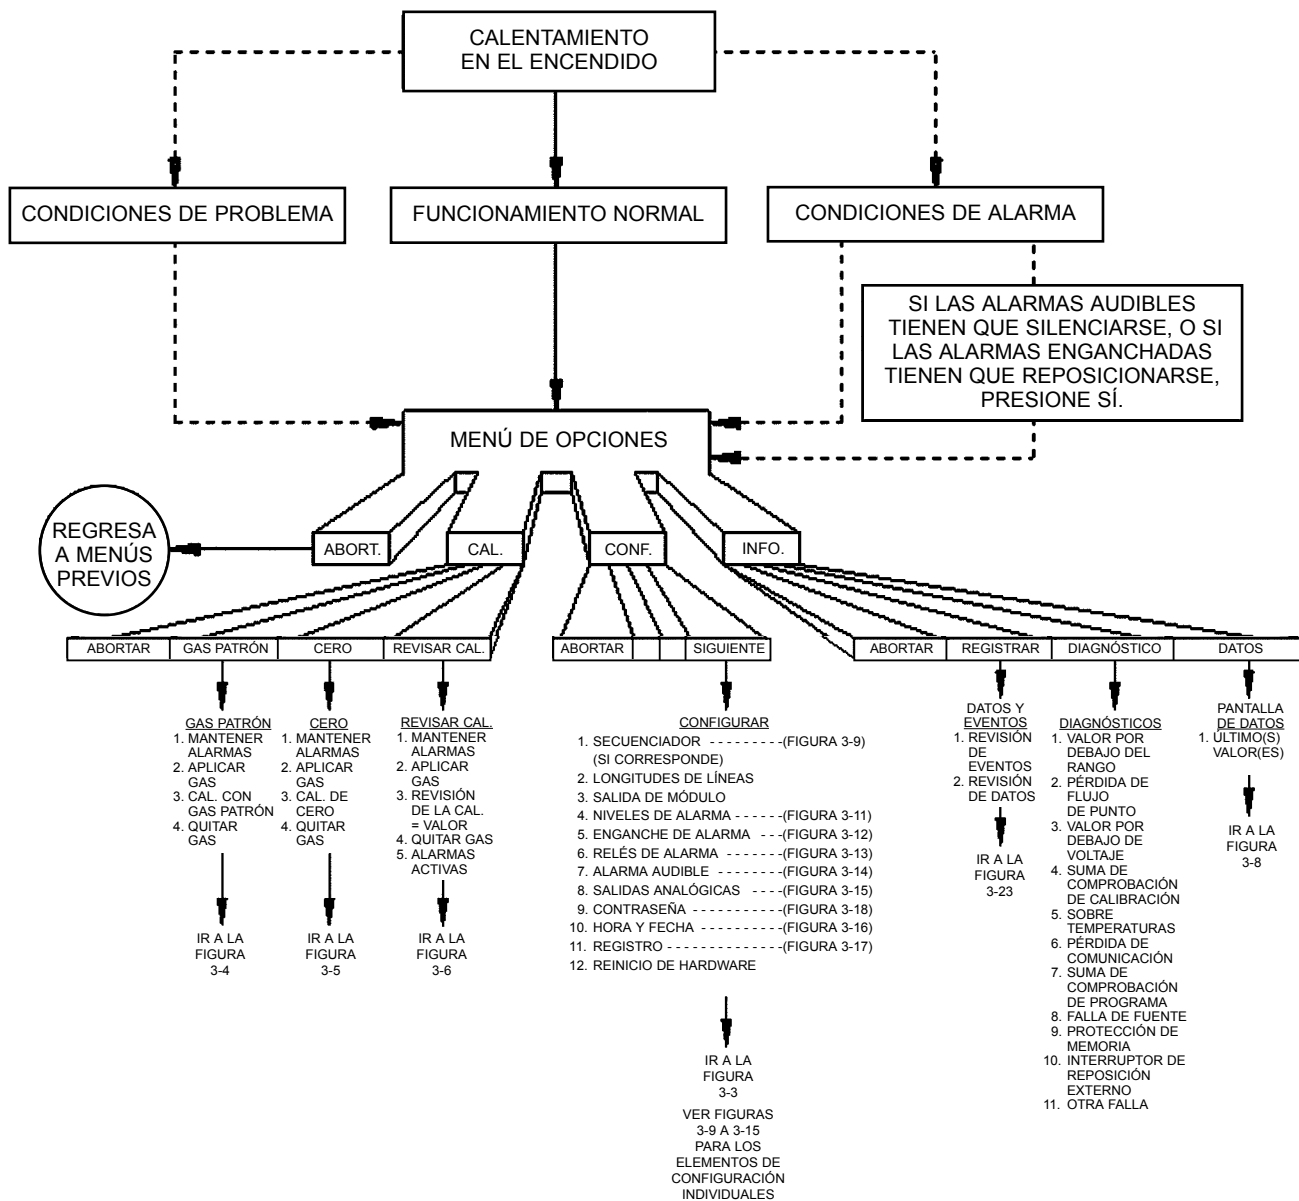 CALENTAMIENTO
EN EL ENCENDIDO
CONDICIONES DE PROBLEMA
FUNCIONAMIENTO NORMAL
CONDICIONES DE ALARMA
SI LAS ALARMAS AUDIBLES
TIENEN QUE SILENCIARSE, O SI
LAS ALARMAS ENGANCHADAS
TIENEN QUE REPOSICIONARSE,
PRESIONE SÍ.
MENÚ DE OPCIONES
REGRESA
A MENÚS
PREVIOS
ABORT.
CAL.
CONF.
INFO.
ABORTAR
GAS PATRÓN
CERO
REVISAR CAL.
ABORTAR
SIGUIENTE
ABORTAR
REGISTRAR
DIAGNÓSTICO
DATOS
GAS PATRÓN
1. MANTENER
ALARMAS
2. APLICAR
GAS
3. CAL. CON
GAS PATRÓN
4. QUITAR
GAS
IR A LA
FIGURA
3-4
CERO
1. MANTENER
ALARMAS
2. APLICAR
GAS
3. CAL. DE
CERO
4. QUITAR
GAS
IR A LA
FIGURA
3-5
REVISAR CAL.
1. MANTENER
ALARMAS
2. APLICAR
GAS
3. REVISIÓN
DE LA CAL.
= VALOR
4. QUITAR GAS
5. ALARMAS
ACTIVAS
IR A LA
FIGURA
3-6
CONFIGURAR
1. SECUENCIADOR - - - - - - - - -(FIGURA 3-9)
(SI CORRESPONDE)
2. LONGITUDES DE LÍNEAS
3. SALIDA DE MÓDULO
4. NIVELES DE ALARMA - - - - - -(FIGURA 3-11)
5. ENGANCHE DE ALARMA - - -(FIGURA 3-12)
6. RELÉS DE ALARMA - - - - - - -(FIGURA 3-13)
7. ALARMA AUDIBLE - - - - - - - -(FIGURA 3-14)
8. SALIDAS ANALÓGICAS - - - -(FIGURA 3-15)
9. CONTRASEÑA - - - - - - - - - -(FIGURA 3-18)
10. HORA Y FECHA - - - - - - - - -(FIGURA 3-16)
11. REGISTRO - - - - - - - - - - - - -(FIGURA 3-17)
12. REINICIO DE HARDWARE
IR A LA
FIGURA
3-3
VER FIGURAS
3-9 A 3-15
PARA LOS
ELEMENTOS DE
CONFIGURACIÓN
INDIVIDUALES
DATOS Y
EVENTOS
1. REVISIÓN
DE
EVENTOS
2. REVISIÓN
DE DATOS
IR A LA
FIGURA
3-23
DIAGNÓSTICOS
1. VALOR POR
DEBAJO DEL
RANGO
2. PÉRDIDA DE
FLUJO
DE PUNTO
3. VALOR POR
DEBAJO DE
VOLTAJE
4. SUMA DE
COMPROBACIÓN
DE CALIBRACIÓN
5. SOBRE
TEMPERATURAS
6. PÉRDIDA DE
COMUNICACIÓN
7. SUMA DE
COMPROBACIÓN
DE PROGRAMA
8. FALLA DE FUENTE
9. PROTECCIÓN DE
MEMORIA
10. INTERRUPTOR DE
REPOSICIÓN
EXTERNO
11. OTRA FALLA
PANTALLA
DE DATOS
1. ÚLTIMO(S)
VALOR(ES)
IR A LA
FIGURA
3-8